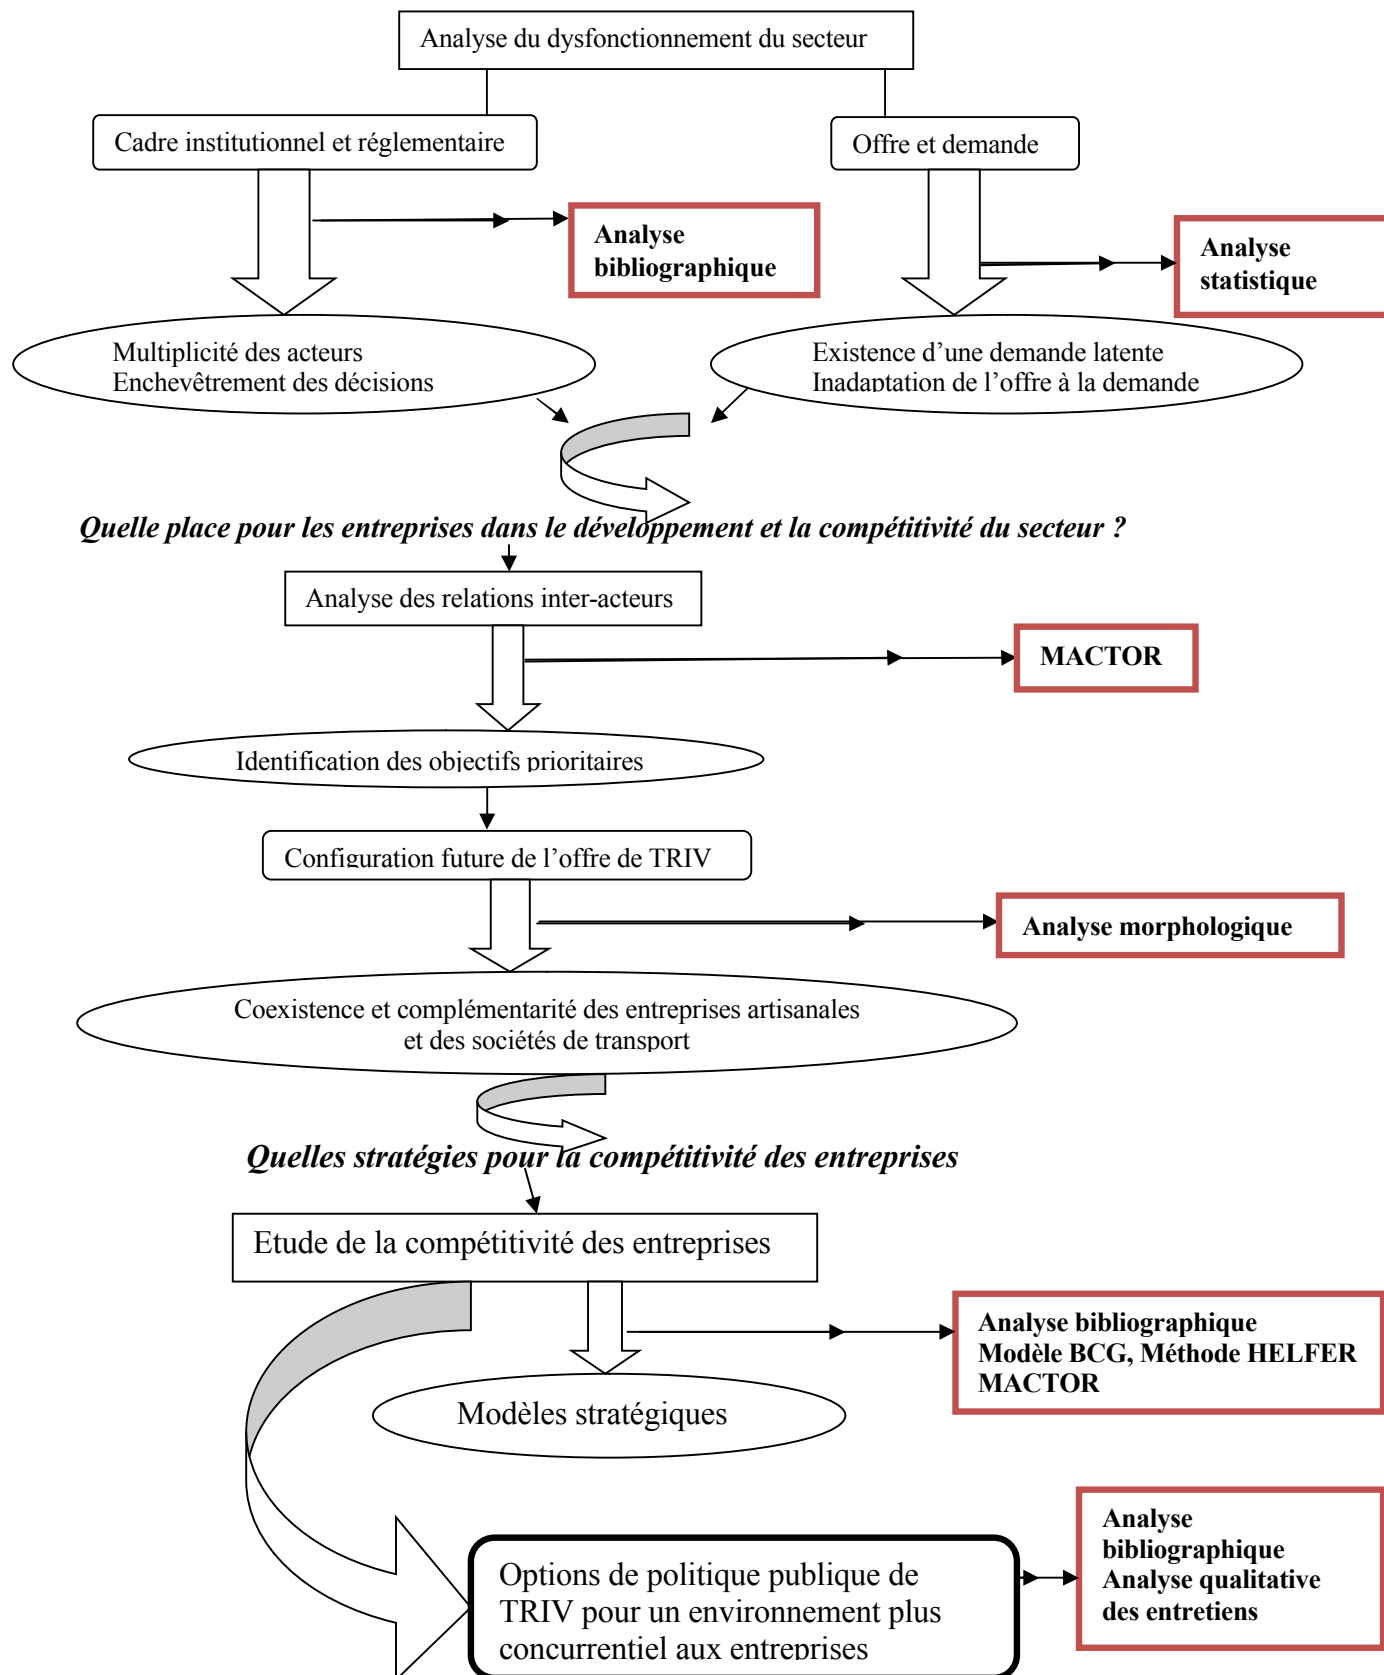 Analyse du dysfonctionnement du secteur
Cadre institutionnel et réglementaire
Offre et demande
Analyse
bibliographique
Analyse
statistique
Multiplicité des acteurs
Enchevêtrement des décisions
Existence d’une demande latente
Inadaptation de l’offre à la demande
Quelle place pour les entreprises dans le développement et la compétitivité du secteur ?
Analyse des relations inter-acteurs
MACTOR
Identification des objectifs prioritaires
Configuration future de l’offre de TRIV
Analyse morphologique
Coexistence et complémentarité des entreprises artisanales
et des sociétés de transport
Quelles stratégies pour la compétitivité des entreprises
Etude de la compétitivité des entreprises
Analyse bibliographique
Modèle BCG, Méthode HELFER
MACTOR
Modèles stratégiques
Analyse
bibliographique
Analyse qualitative
des entretiens
Options de politique publique de
TRIV pour un environnement plus
concurrentiel aux entreprises